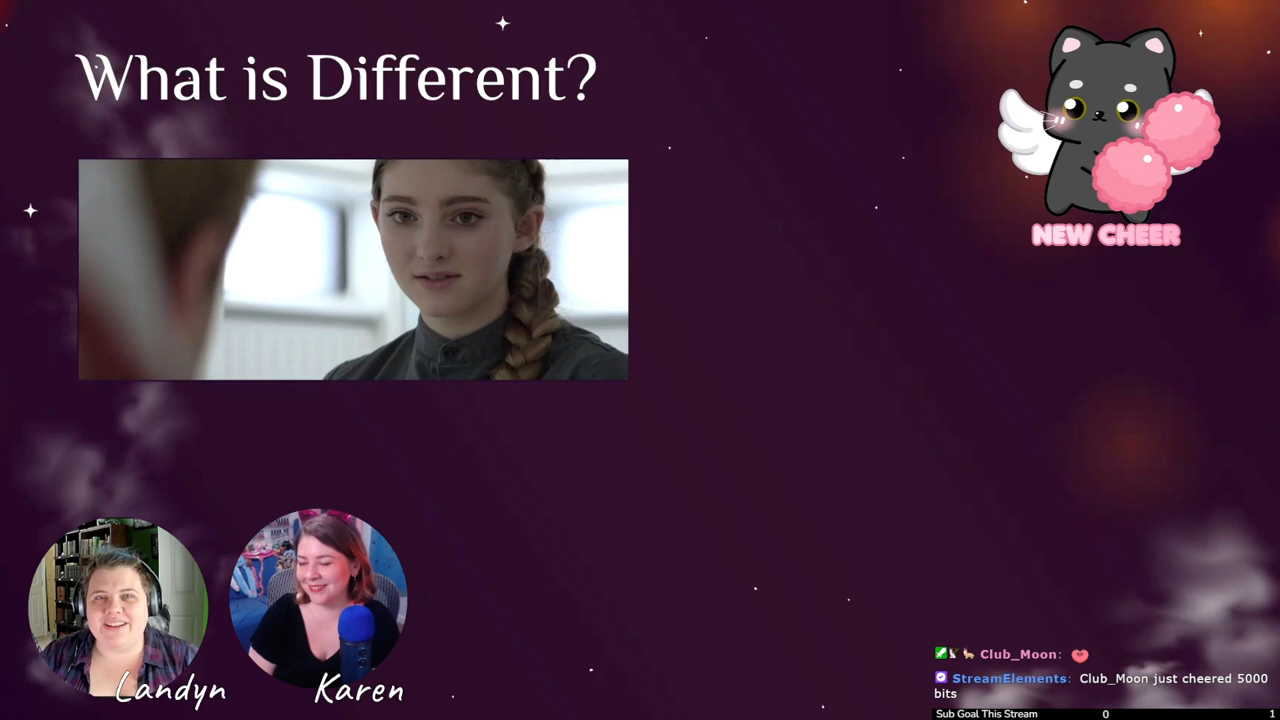 What is Different?
NEW CHEER
Landyn
Karen
Club_Moon:
StreamElements: Club_Moon just cheered 5000
bits
Sub Goal This Stream 0 1